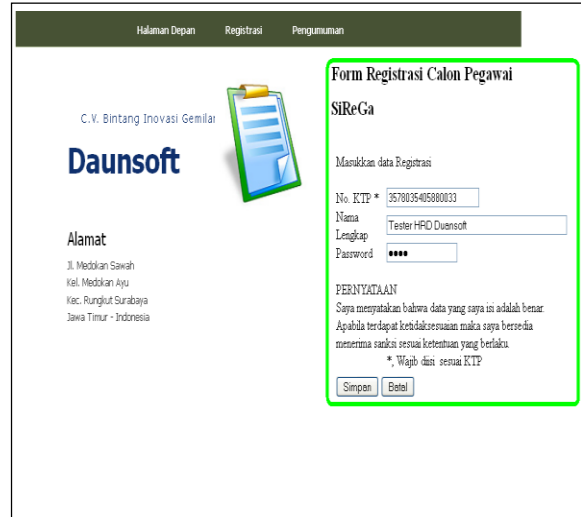 Halaman Depan Registrasi Pengumuman
C.V. Bintang Inovasi Gemilar
Daunsoft
Alamat
Jl. Medokan Sawah
Kel. Medokan Ayu
Kec. Rungkut Surabaya
Jawa Timur - Indonesia
Form Registrasi Calon Pegawai
SiReGa
Masukkan data Registrasi
No. KTP * 3578035405880033
Nama
Lengkap
Tester HRD Duansoft
Password ••••
PERNYATAAN
Saya menyatakan bahwa data yang saya isi adalah benar.
Apabila terdapat ketidaksesuaian maka saya bersedia
menerima sanksi sesuai ketentuan yang berlaku.
*, Wajib diisi sesuai KTP
Simpan Batal